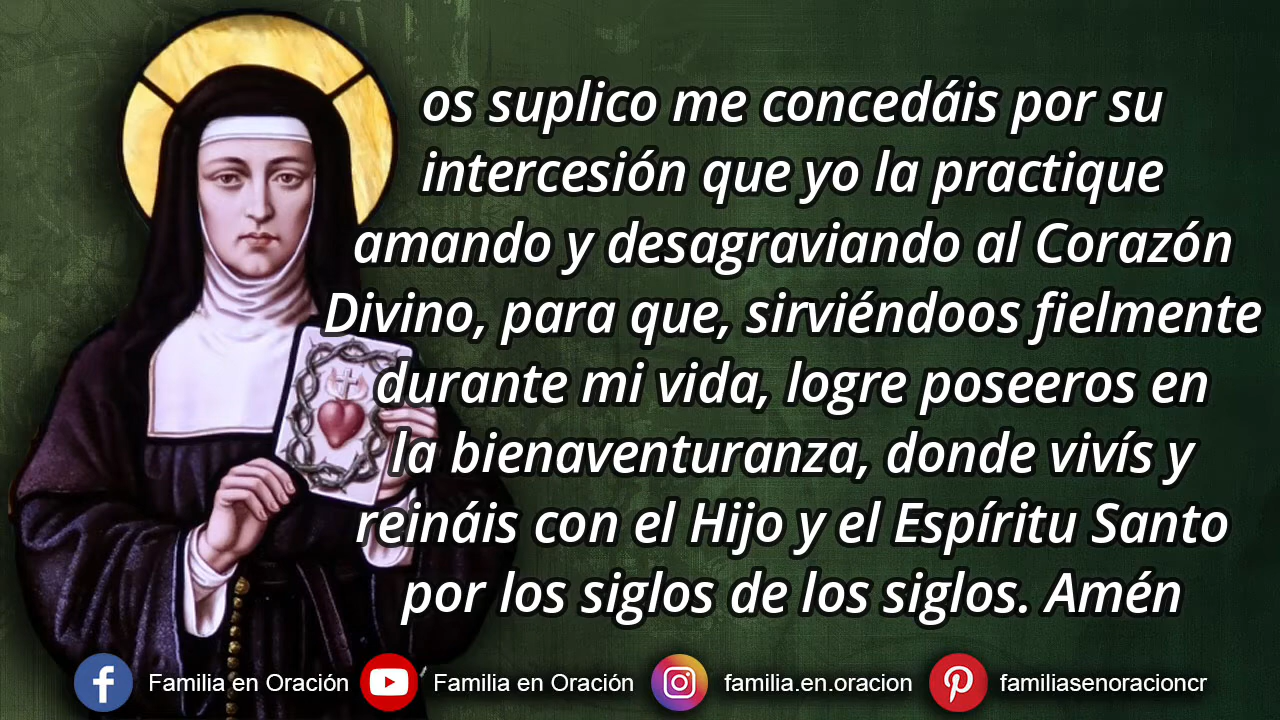 os suplico me concedáis por su
intercesión que yo la practique
amando y desagraviando al Corazón
Divino, para que, sirviéndoos fielmente
durante mi vida, logre poseeros en
la bienaventuranza, donde vivís y
reináis con el Hijo y el Espíritu Santo
por los siglos de los siglos. Amén
Familia en Oración Familia en Oración familia.en.oracion familiasenoracioncr